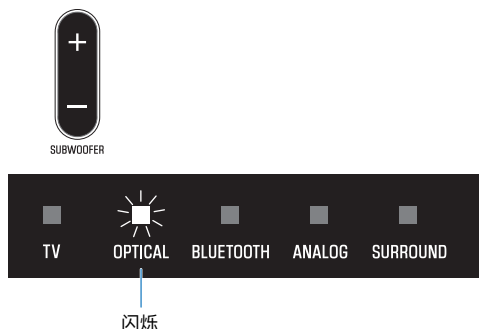 +
−
SUBWOOFER
TV OPTICAL BLUETOOTH ANALOG SURROUND
闪烁